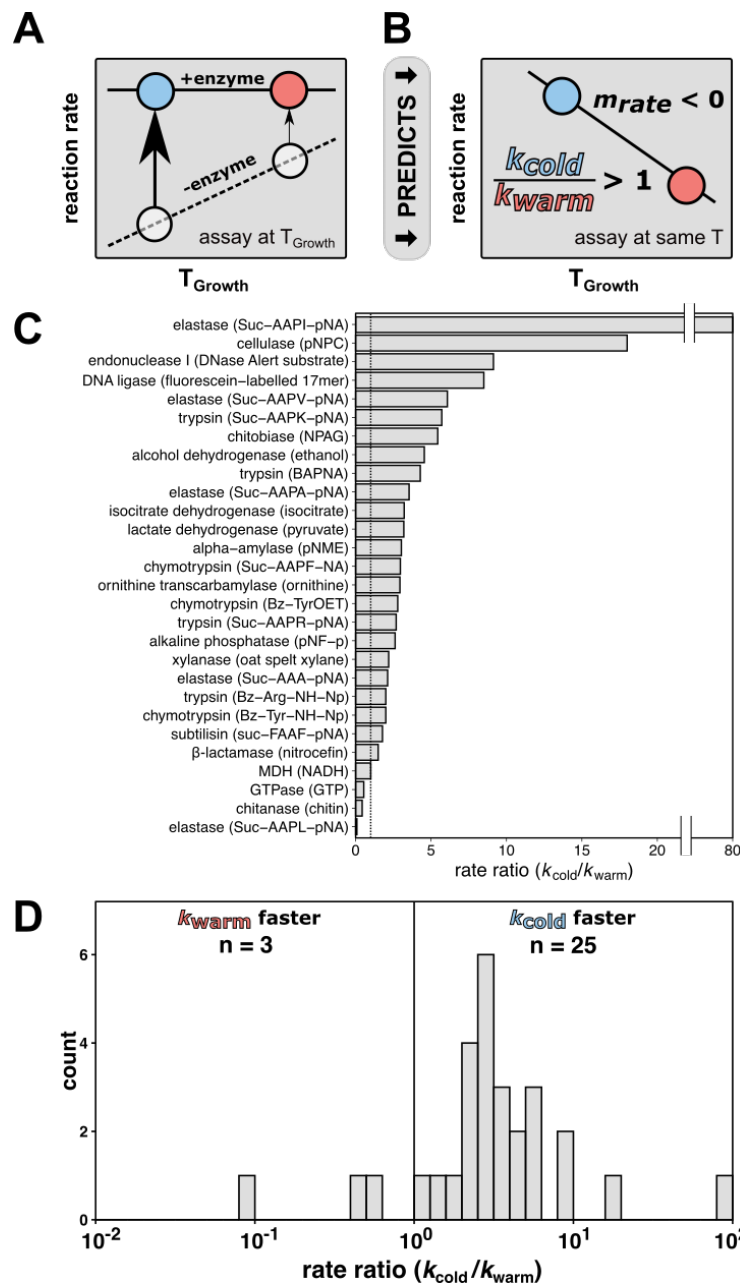 A
B
reaction rate
+enzyme
-enzyme
assay at T_Growth
T_Growth
PREDICTS
reaction rate
m_rate < 0
k_cold
k_warm
> 1
assay at same T
T_Growth
C
elastase (Suc−AAPI−pNA)
cellulase (pNPC)
endonuclease I (DNase Alert substrate)
DNA ligase (fluorescein−labelled 17mer)
elastase (Suc−AAPV−pNA)
trypsin (Suc−AAPK−pNA)
chitobiase (NPAG)
alcohol dehydrogenase (ethanol)
trypsin (BAPNA)
elastase (Suc−AAPA−pNA)
isocitrate dehydrogenase (isocitrate)
lactate dehydrogenase (pyruvate)
alpha−amylase (pNME)
chymotrypsin (Suc−AAPF−NA)
ornithine transcarbamylase (ornithine)
chymotrypsin (Bz−TyrOET)
trypsin (Suc−AAPR−pNA)
alkaline phosphatase (pNF−p)
xylanase (oat spelt xylane)
elastase (Suc−AAA−pNA)
trypsin (Bz−Arg−NH−Np)
chymotrypsin (Bz−Tyr−NH−Np)
subtilisin (suc−FAAF−pNA)
β−lactamase (nitrocefin)
MDH (NADH)
GTPase (GTP)
chitanase (chitin)
elastase (Suc−AAPL−pNA)
0 5 10 15 20 80
rate ratio (k_cold/k_warm)
D
k_warm faster
n = 3
k_cold faster
n = 25
count
6
4
2
0
10^-2 10^-1 10^0 10^1 10^2
rate ratio (k_cold/k_warm)